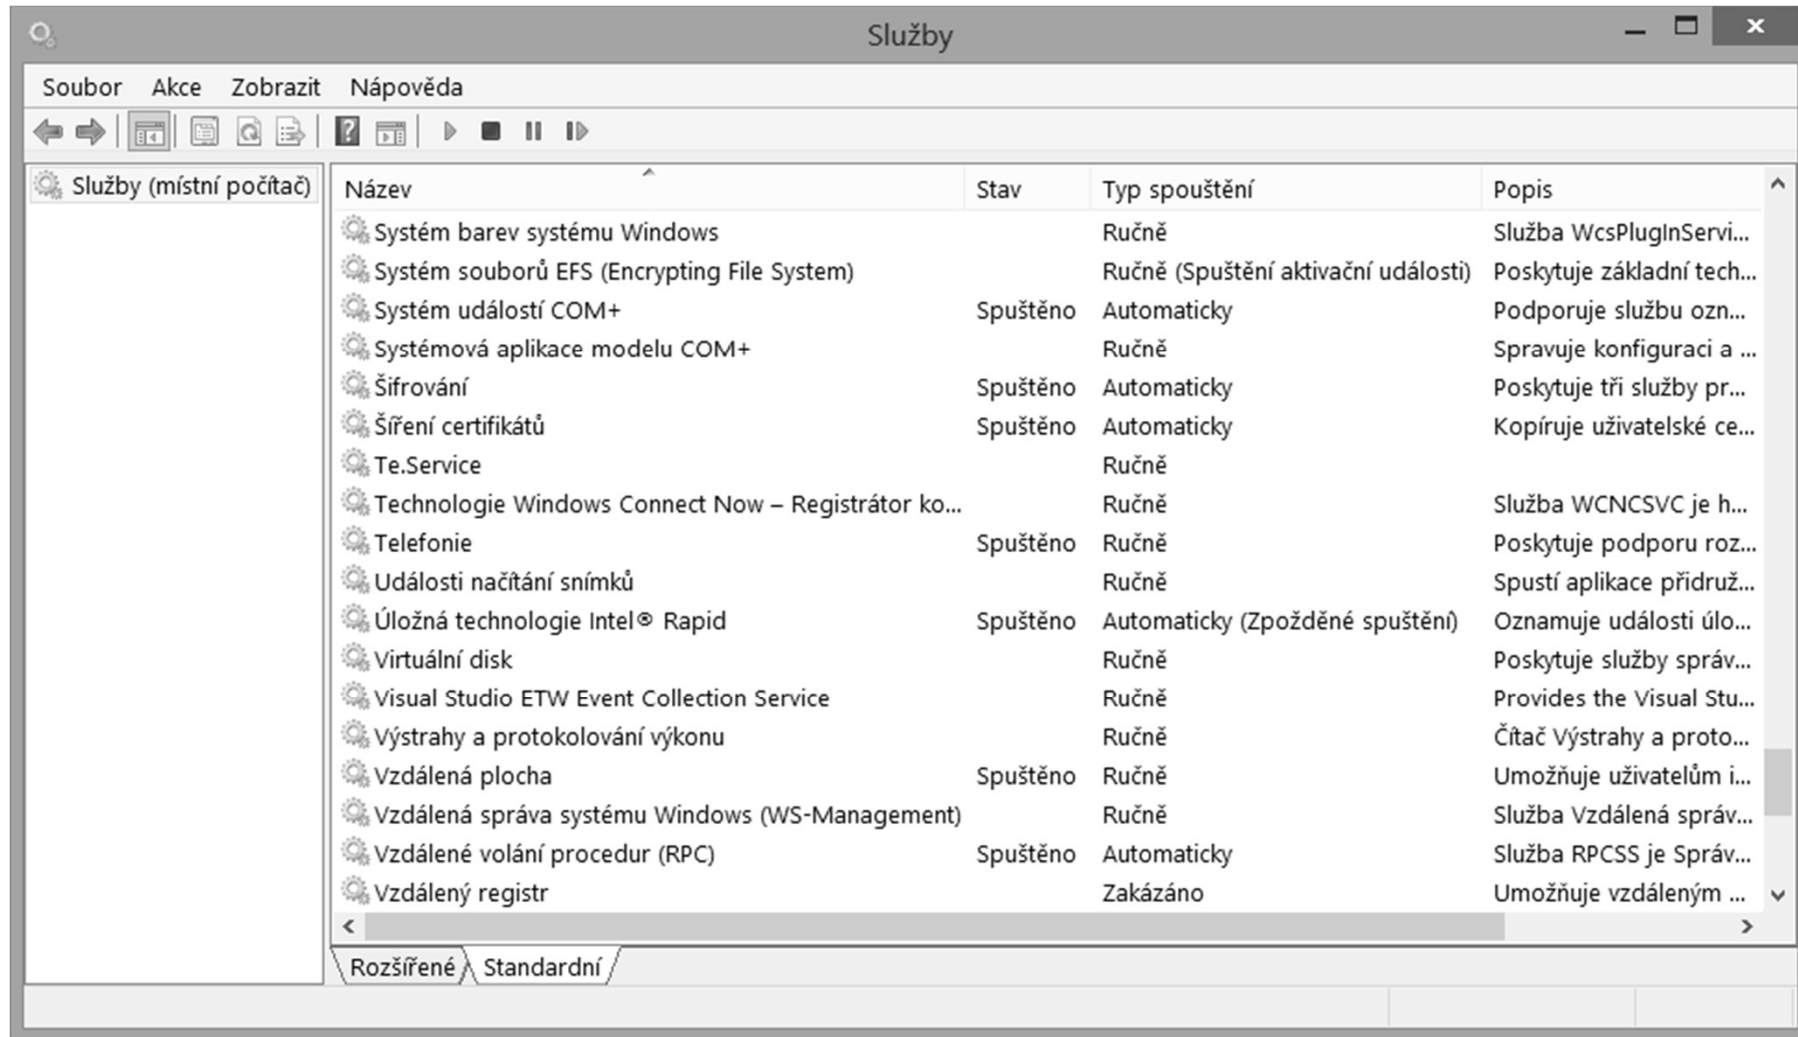 Služby
Soubor Akce Zobrazit Nápověda
Služby (místní počítač)
Název Stav Typ spouštění Popis
Systém barev systému Windows Ručně Služba WcsPlugInServi...
Systém souborů EFS (Encrypting File System) Ručně (Spuštění aktivační události) Poskytuje základní tech...
Systém událostí COM+ Spuštěno Automaticky Podporuje službu ozn...
Systémová aplikace modelu COM+ Ručně Spravuje konfiguraci a ...
Šifrování Spuštěno Automaticky Poskytuje tři služby pr...
Šíření certifikátů Spuštěno Automaticky Kopíruje uživatelské ce...
Te.Service Ručně
Technologie Windows Connect Now – Registrátor ko... Ručně Služba WCNCSVC je h...
Telefonie Spuštěno Ručně Poskytuje podporu roz...
Události načítání snímků Ručně Spustí aplikace přidruž...
Úložná technologie Intel® Rapid Spuštěno Automaticky (Zpožděné spuštění) Oznamuje události úlo...
Virtuální disk Ručně Poskytuje služby správ...
Visual Studio ETW Event Collection Service Ručně Provides the Visual Stu...
Výstrahy a protokolování výkonu Ručně Čítač Výstrahy a proto...
Vzdálená plocha Spuštěno Ručně Umožňuje uživatelům i...
Vzdálená správa systému Windows (WS-Management) Ručně Služba Vzdálená správ...
Vzdálené volání procedur (RPC) Spuštěno Automaticky Služba RPCSS je Správ...
Vzdálený registr Zakázáno Umožňuje vzdáleným ...
Rozšířené Standardní